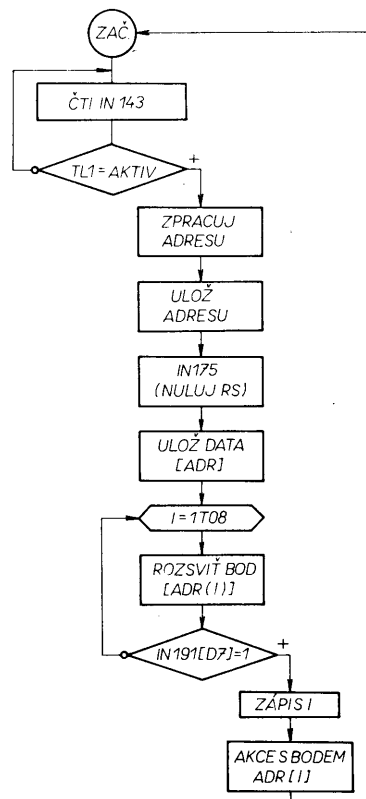 ZAČ.
ČTI IN 143
TL1 = AKTIV
+
ZPRACUJ
ADRESU
ULOŽ
ADRESU
IN175
(NULUJ RS)
ULOŽ DATA
[ADR]
I=1TO8
ROZSVIŤ BOD
[ADR(I)]
IN191[D7]=1
+
ZÁPIS I
AKCE S BODEM
ADR[I]